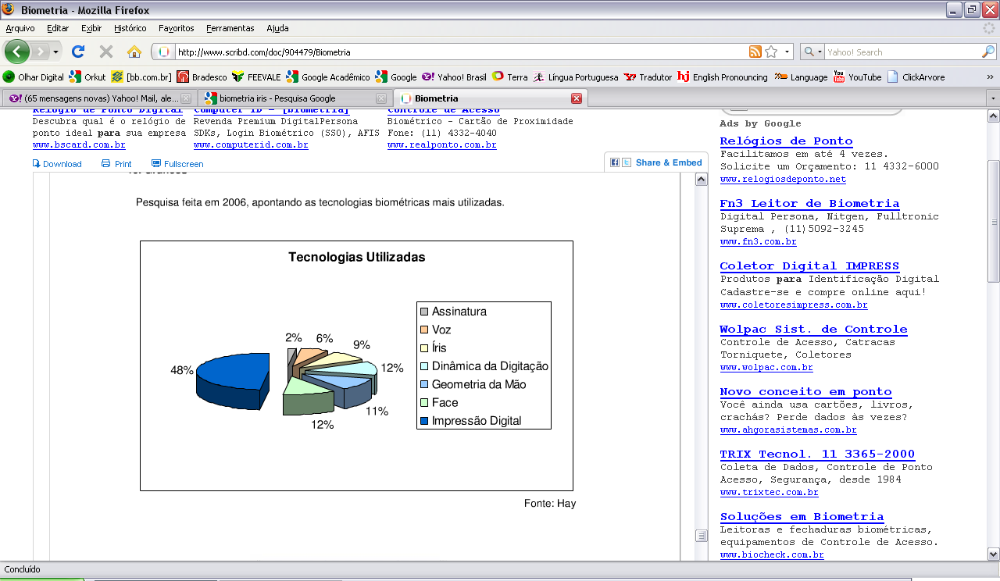 Biometria - Mozilla Firefox
Arquivo Editar Exibir Histórico Favoritos Ferramentas Ajuda
http://www.scribd.com/doc/904479/Biometria
Yahoo! Search
Olhar Digital Orkut [bb.com.br] Bradesco FEEVALE Google Acadêmico Google Yahoo! Brasil Terra Língua Portuguesa Tradutor English Pronouncing Language YouTube ClickArvore »
(65 mensagens novas) Yahoo! Mail, ale...
biometria iris - Pesquisa Google
Biometria
Relógio de Ponto Digital
Descubra qual é o relógio de
ponto ideal para sua empresa
www.bscard.com.br
Computer ID - [biometria]
Revenda Premium DigitalPersona
SDKs, Login Biométrico (SSO), AFIS
www.computerid.com.br
Controle de Acesso
Biométrico - Cartão de Proximidade
Fone: (11) 4332-4040
www.realponto.com.br
Download Print Fullscreen
Share & Embed
Pesquisa feita em 2006, apontando as tecnologias biométricas mais utilizadas.
Tecnologias Utilizadas
2%
6%
9%
12%
11%
12%
48%
Assinatura
Voz
Íris
Dinâmica da Digitação
Geometria da Mão
Face
Impressão Digital
Fonte: Hay
Ads by Google
Relógios de Ponto
Facilitamos em até 4 vezes.
Solicite um Orçamento: 11 4332-6000
www.relogiosdeponto.net
Fn3 Leitor de Biometria
Digital Persona, Nitgen, Fulltronic
Suprema , (11)5092-3245
www.fn3.com.br
Coletor Digital IMPRESS
Produtos para Identificação Digital
Cadastre-se e compre online aqui!
www.coletoresimpress.com.br
Wolpac Sist. de Controle
Controle de Acesso, Catracas
Torniquete, Coletores
www.wolpac.com.br
Novo conceito em ponto
Você ainda usa cartões, livros,
crachás? Perde dados às vezes?
www.ahgorasistemas.com.br
TRIX Tecnol. 11 3365-2000
Coleta de Dados, Controle de Ponto
Acesso, Segurança, desde 1984
www.trixtec.com.br
Soluções em Biometria
Leitoras e fechaduras biométricas,
equipamentos de Controle de Acesso.
www.biocheck.com.br
Concluído